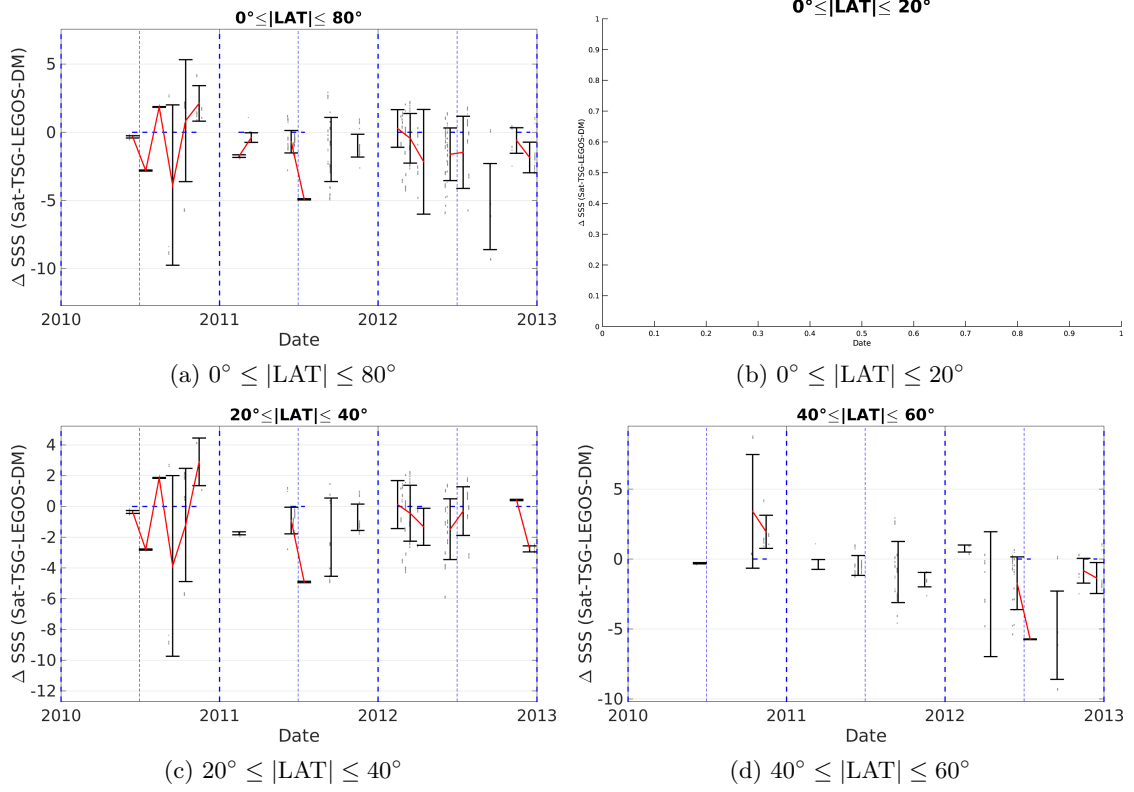 0°≤|LAT|≤ 80°
Δ SSS (Sat-TSG-LEGOS-DM)
5
0
-5
-10
2010 2011 2012 2013
Date
(a) 0° ≤ |LAT| ≤ 80°
0°≤|LAT|≤ 20°
Δ SSS (Sat-TSG-LEGOS-DM)
1
0.9
0.8
0.7
0.6
0.5
0.4
0.3
0.2
0.1
0
0 0.1 0.2 0.3 0.4 0.5 0.6 0.7 0.8 0.9 1
Date
(b) 0° ≤ |LAT| ≤ 20°
20°≤|LAT|≤ 40°
Δ SSS (Sat-TSG-LEGOS-DM)
4
2
0
-2
-4
-6
-8
-10
-12
2010 2011 2012 2013
Date
(c) 20° ≤ |LAT| ≤ 40°
40°≤|LAT|≤ 60°
Δ SSS (Sat-TSG-LEGOS-DM)
5
0
-5
-10
2010 2011 2012 2013
Date
(d) 40° ≤ |LAT| ≤ 60°